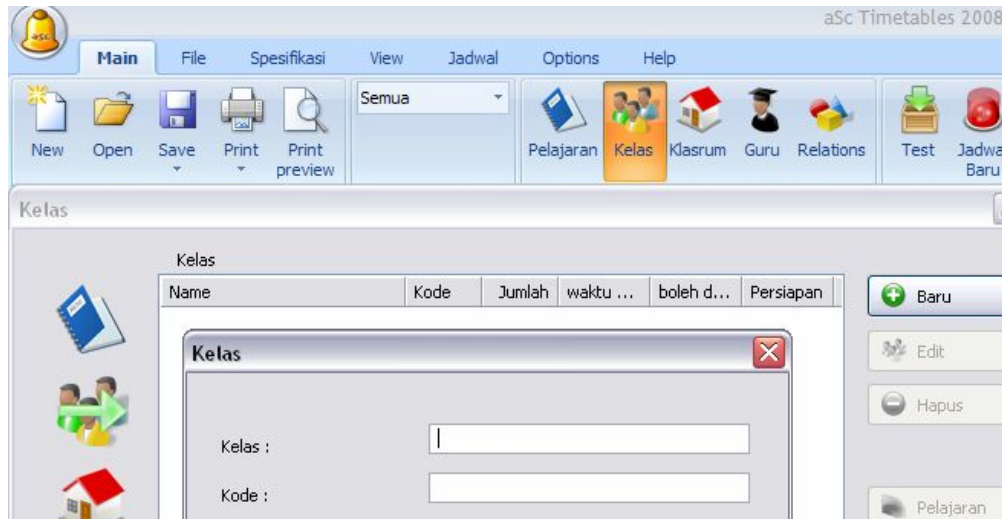 aSc Timetables 2008
aSc
Main File Spesifikasi View Jadwal Options Help
Semua
New Open Save Print Print preview Pelajaran Kelas Klasrum Guru Relations Test Jadwa Baru
Kelas
Kelas
Name Kode Jumlah waktu ... boleh d... Persiapan
Baru
Kelas
Edit
Hapus
Kelas :
Kode :
Pelajaran